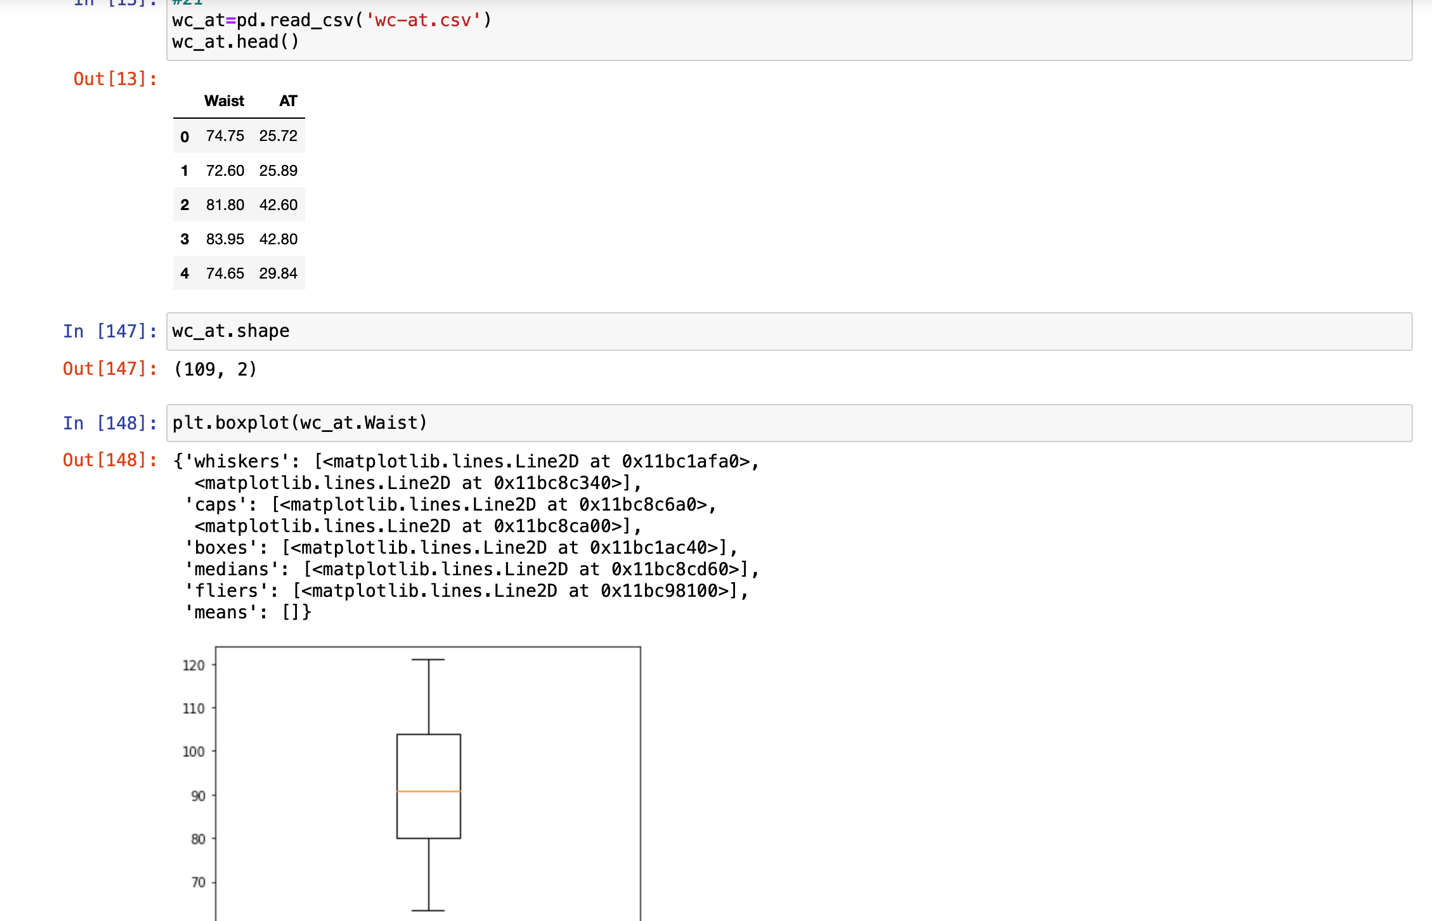 In [13]: #21
wc_at=pd.read_csv('wc-at.csv')
wc_at.head()
Out[13]:
Waist AT
0 74.75 25.72
1 72.60 25.89
2 81.80 42.60
3 83.95 42.80
4 74.65 29.84
In [147]: wc_at.shape
Out[147]: (109, 2)
In [148]: plt.boxplot(wc_at.Waist)
Out[148]: {'whiskers': [<matplotlib.lines.Line2D at 0x11bc1afa0>,
<matplotlib.lines.Line2D at 0x11bc8c340>],
'caps': [<matplotlib.lines.Line2D at 0x11bc8c6a0>,
<matplotlib.lines.Line2D at 0x11bc8ca00>],
'boxes': [<matplotlib.lines.Line2D at 0x11bc1ac40>],
'medians': [<matplotlib.lines.Line2D at 0x11bc8cd60>],
'fliers': [<matplotlib.lines.Line2D at 0x11bc98100>],
'means': []}
120
110
100
90
80
70